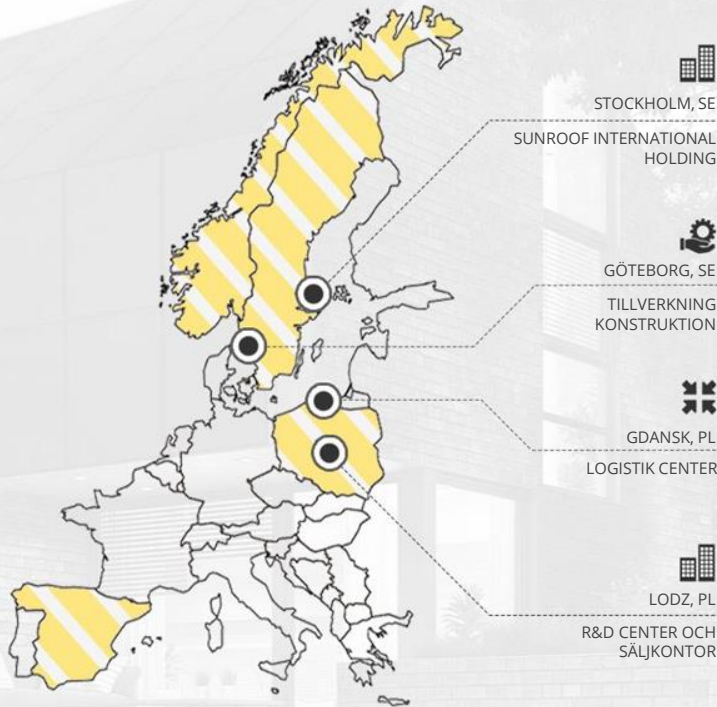 STOCKHOLM, SE
SUNROOF INTERNATIONAL
HOLDING
GÖTEBORG, SE
TILLVERKNING
KONSTRUKTION
GDANSK, PL
LOGISTIK CENTER
LODZ, PL
R&D CENTER OCH
SÄLJKONTOR